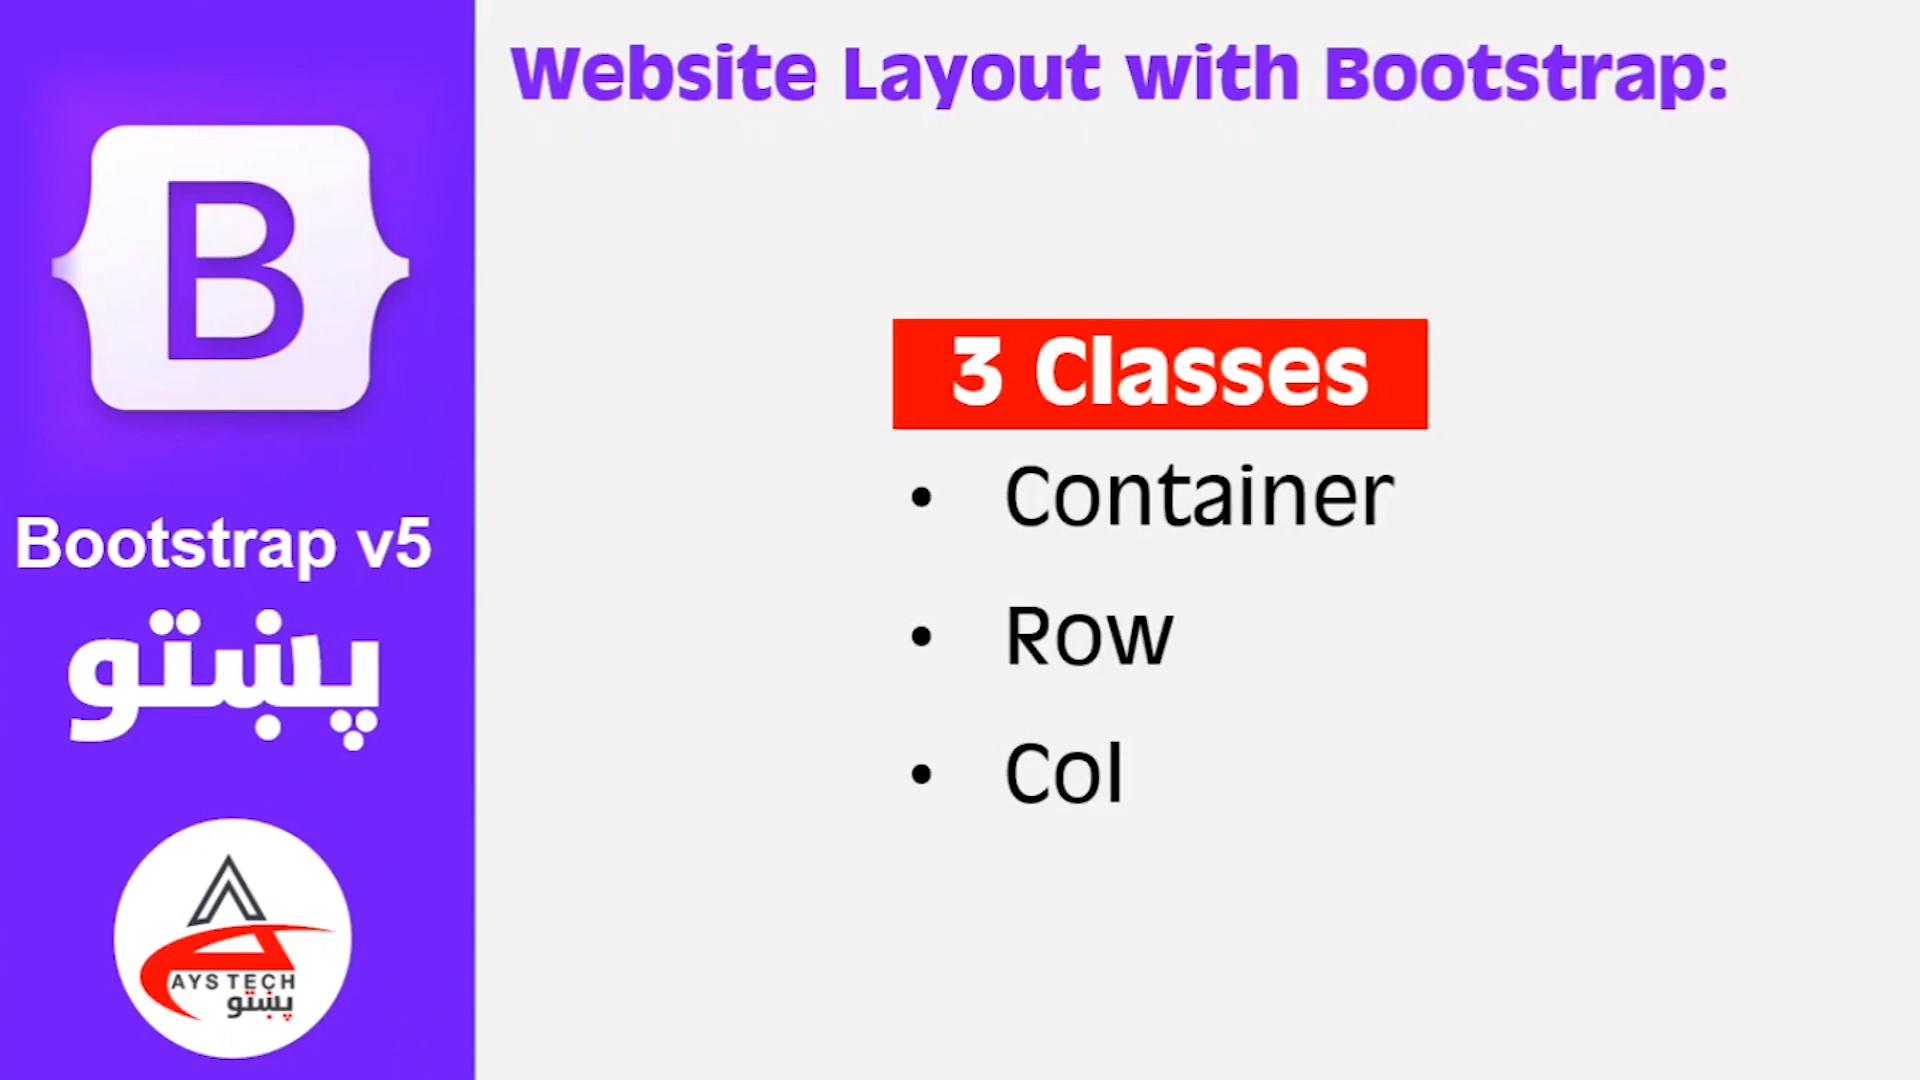 Website Layout with Bootstrap:
3 Classes
• Container
• Row
• Col
B
Bootstrap v5
پښتو
AYS TECH
پښتو